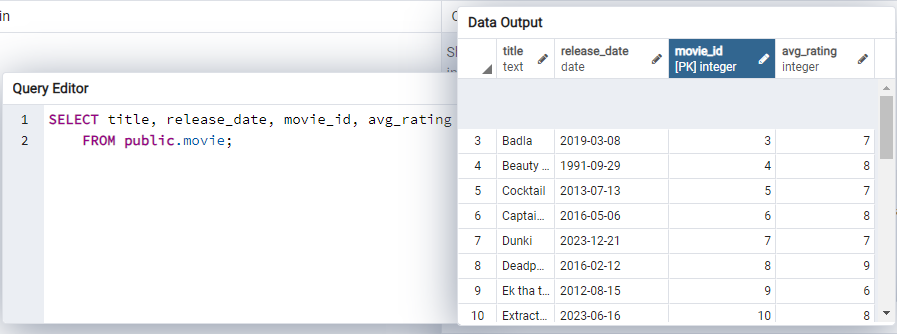 in
Query Editor
1 SELECT title, release_date, movie_id, avg_rating
2 FROM public.movie;
Data Output
title text release_date date movie_id [PK] integer avg_rating integer
3 Badla 2019-03-08 3 7
4 Beauty ... 1991-09-29 4 8
5 Cocktail 2013-07-13 5 7
6 Captai... 2016-05-06 6 8
7 Dunki 2023-12-21 7 7
8 Deadp... 2016-02-12 8 9
9 Ek tha t... 2012-08-15 9 6
10 Extract... 2023-06-16 10 8